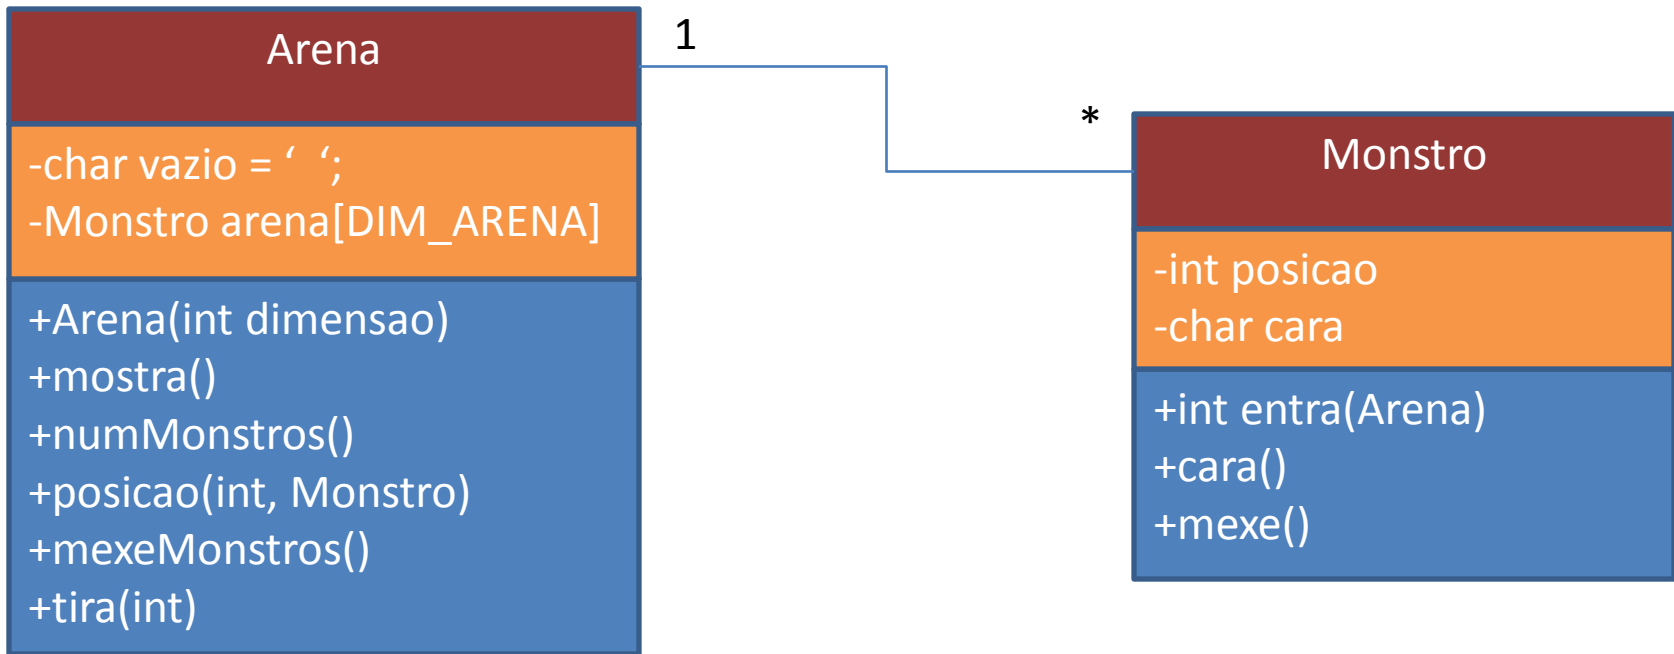 Arena
-char vazio = ‘ ‘;
-Monstro arena[DIM_ARENA]
+Arena(int dimensao)
+mostra()
+numMonstros()
+posicao(int, Monstro)
+mexeMonstros()
+tira(int)
1
*
Monstro
-int posicao
-char cara
+int entra(Arena)
+cara()
+mexe()